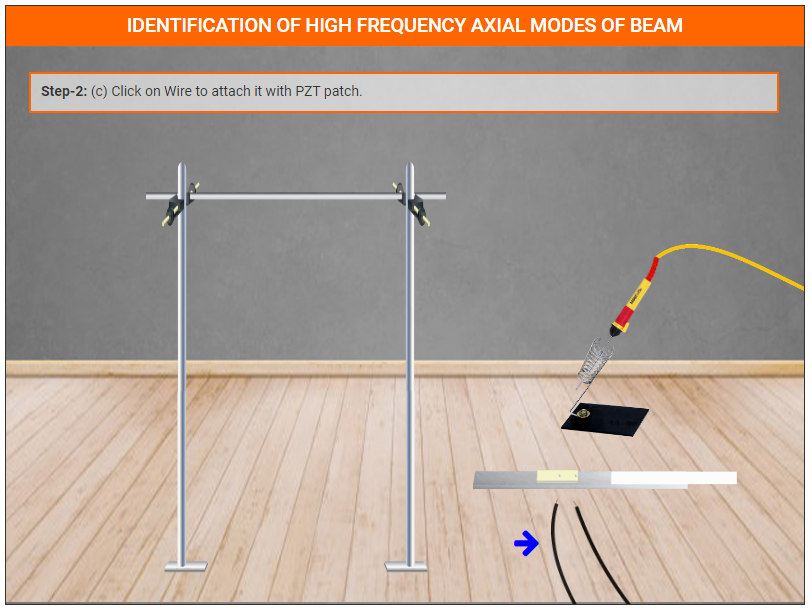 IDENTIFICATION OF HIGH FREQUENCY AXIAL MODES OF BEAM
Step-2: (c) Click on Wire to attach it with PZT patch.